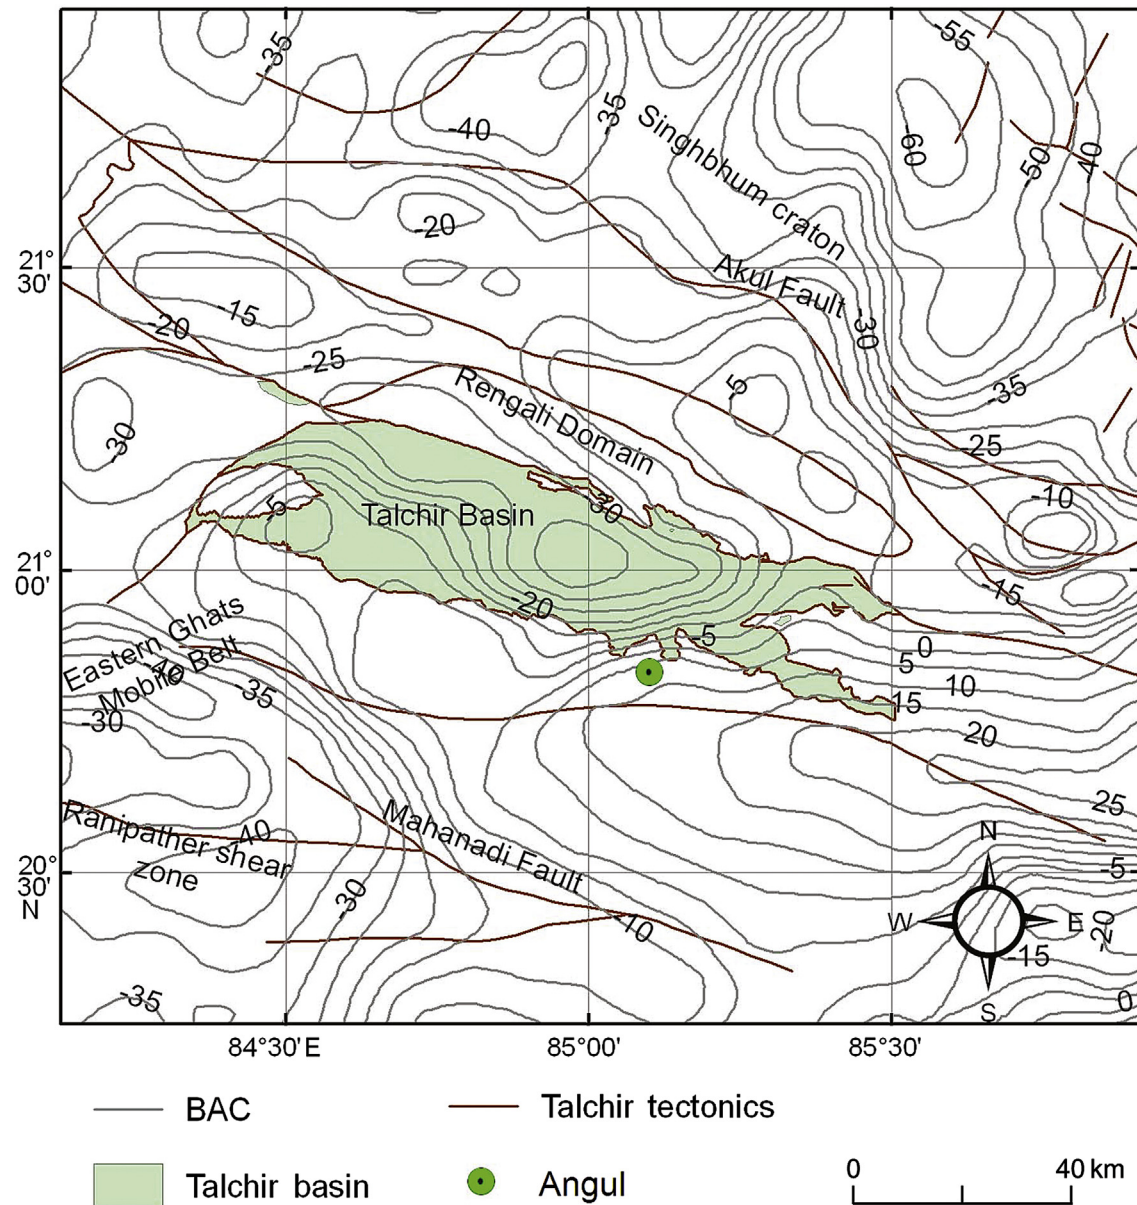 -55
-35
-35
-40
-60
-50
-40
Singhbhum craton
-20
21°
30'
Akul Fault
-15
-20
-30
-25
-5
-35
Rengali Domain
-30
-25
-10
-5
30
Talchir Basin
21°
00'
-20
-15
Eastern Ghats
Mobile Belt
-40
-5
0
5
10
-35
-30
15
20
25
Ranipather shear
zone
-40
Mahanadi Fault
N
20°
30'
N
-5
-30
-10
W
E
-20
-15
-35
0
S
84°30' E
85°00'
85°30'
BAC
Talchir tectonics
Talchir basin
Angul
0
40 km